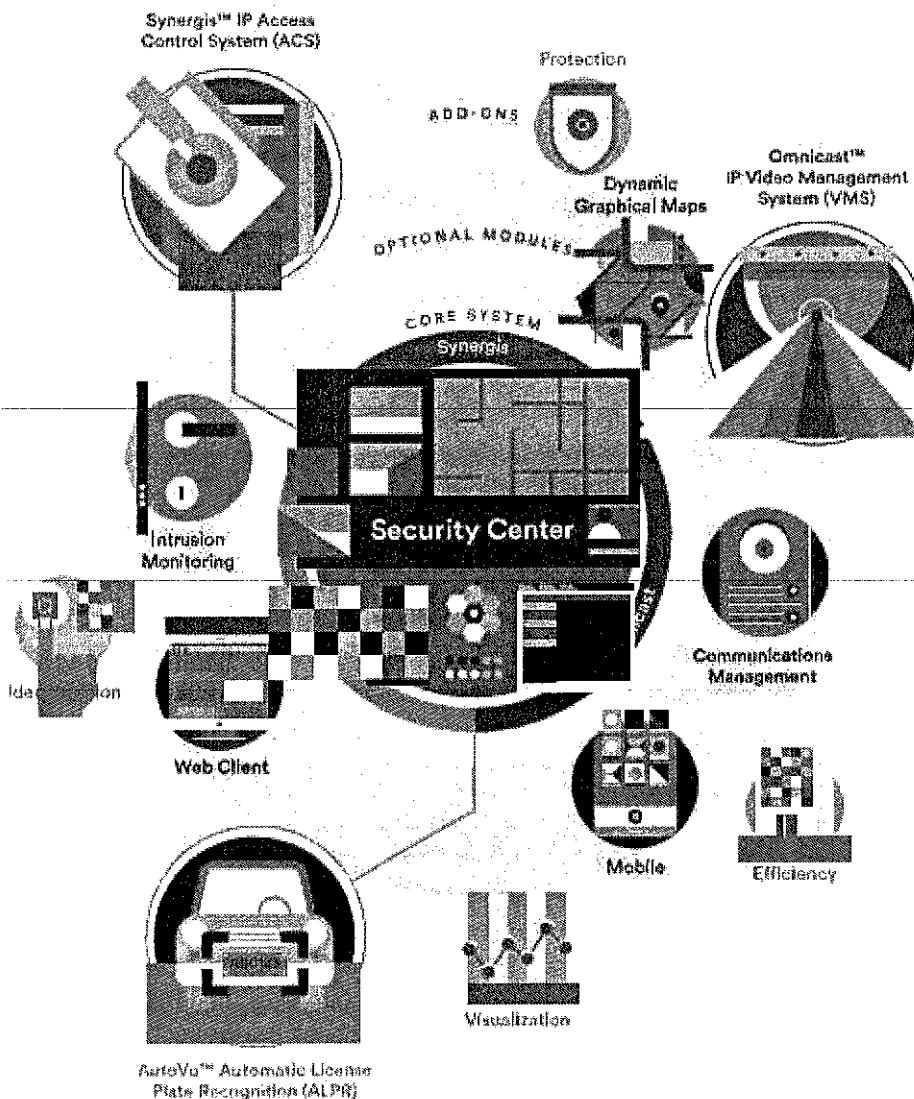 Synergis™ IP Access
Control System (ACS)
Protection
ADD-ONS
Omnicast™
IP Video Management
System (VMS)
Dynamic
Graphical Maps
OPTIONAL MODULES
CORE SYSTEM
Synergis
Security Center
Intrusion
Monitoring
Communications
Management
Web Client
Mobile
Efficiency
Visualization
AutoVu™ Automatic License
Plate Recognition (ALPR)